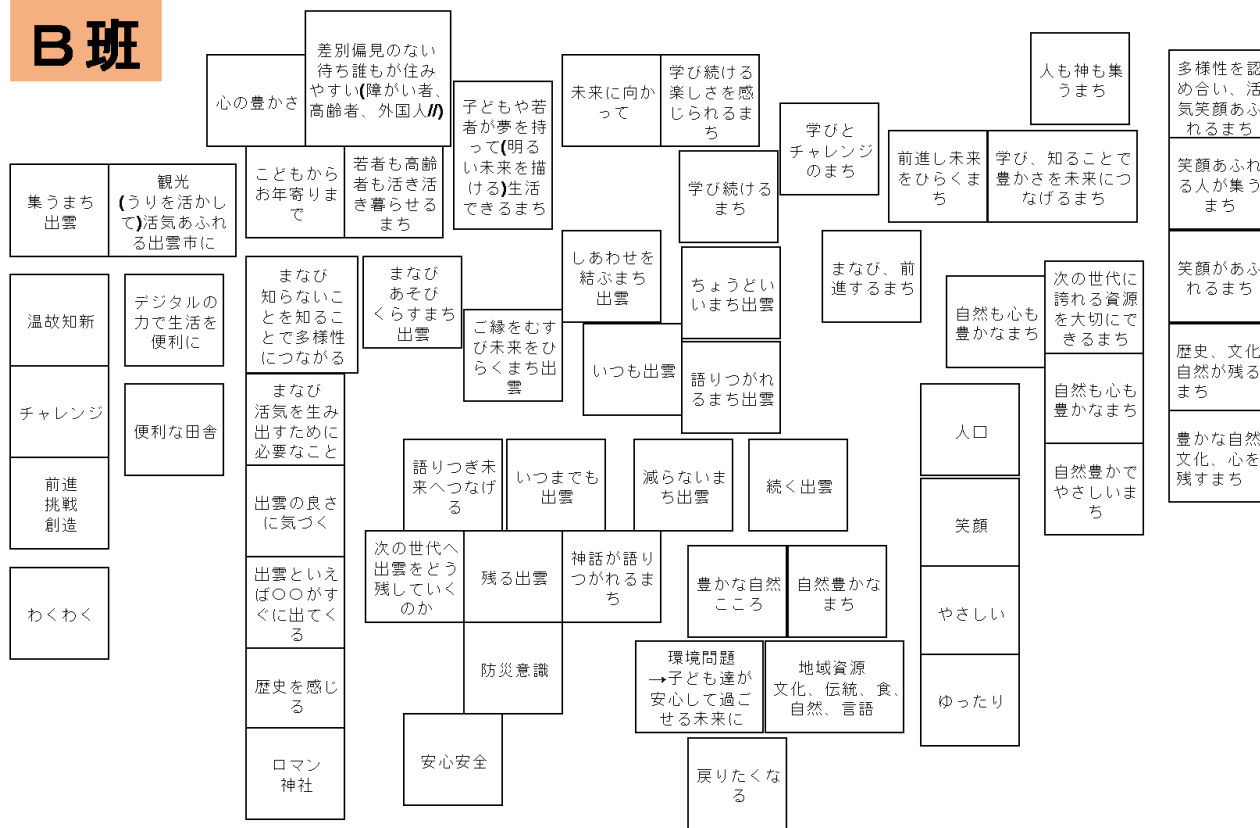 B班
心の豊かさ
差別偏見のない
待ち誰もが住み
やすい(障がい者、
高齢者、外国人//)
子どもや若
者が夢を持
って(明る
い未来を描
ける)生活
できるまち
未来に向か
って
学び続ける
楽しさを感
じられるま
ち
学びと
チャレンジ
のまち
人も神も集
うまち
多様性を認
め合い、活
気笑顔あふ
れるまち
集うまち
出雲
観光
(うりを活かし
て)活気あふれ
る出雲市に
こどもから
お年寄りま
で
若者も高齢
者も活き活
き暮らせる
まち
学び続ける
まち
前進し未来
をひらくま
ち
学び、知ることで
豊かさを未来につ
なげるまち
笑顔あふれ
る人が集う
まち
温故知新
デジタルの
力で生活を
便利に
まなび
知らないこ
とを知るこ
とで多様性
につながる
まなび
あそび
くらすまち
出雲
ご縁をむす
び未来をひ
らくまち出
雲
しあわせを
結ぶまち
出雲
ちょうどい
いまち出雲
まなび、前
進するまち
自然も心も
豊かなまち
次の世代に
誇れる資源
を大切にで
きるまち
笑顔があふ
れるまち
チャレンジ
便利な田舎
まなび
活気を生み
出すために
必要なこと
いつも出雲
語りつがれ
るまち出雲
人口
自然も心も
豊かなまち
歴史、文化
自然が残る
まち
前進
挑戦
創造
出雲の良さ
に気づく
語りつぎ未
来へつなげ
る
いつまでも
出雲
減らないま
ち出雲
続く出雲
笑顔
自然豊かで
やさしいま
ち
豊かな自然
文化、心を
残すまち
わくわく
出雲といえ
ば〇〇がす
ぐに出てく
る
次の世代へ
出雲をどう
残していく
のか
残る出雲
神話が語り
つがれるま
ち
豊かな自然
こころ
自然豊かな
まち
やさしい
歴史を感じ
る
防災意識
環境問題
→子ども達が
安心して過ご
せる未来に
地域資源
文化、伝統、食、
自然、言語
ゆったり
ロマン
神社
安心安全
戻りたくな
る